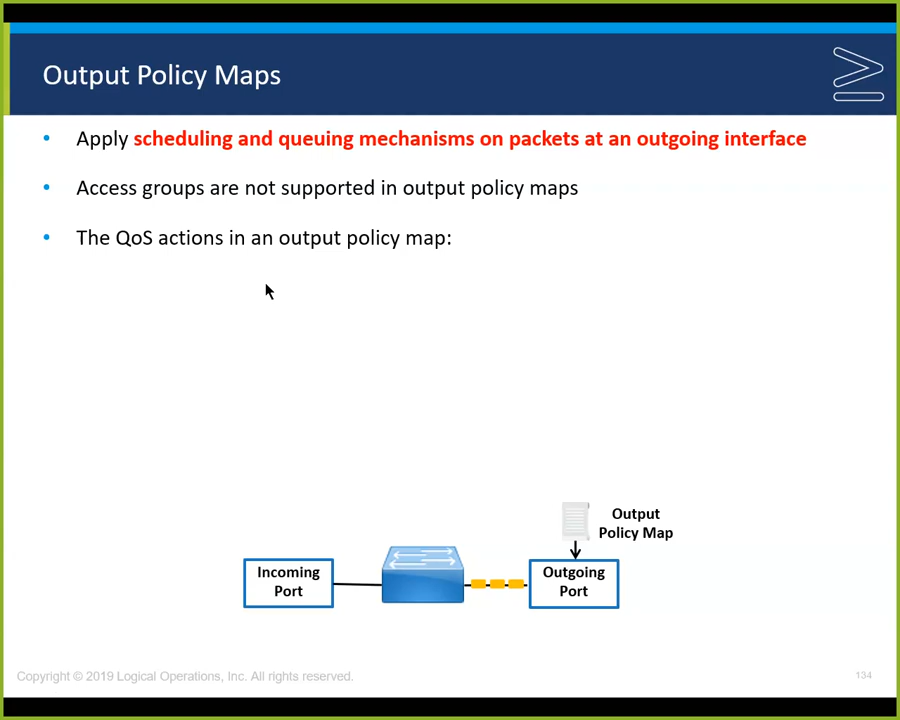 Output Policy Maps
• Apply scheduling and queuing mechanisms on packets at an outgoing interface
• Access groups are not supported in output policy maps
• The QoS actions in an output policy map:
Output
Policy Map
Incoming
Port
Outgoing
Port
Copyright © 2019 Logical Operations, Inc. All rights reserved.
134